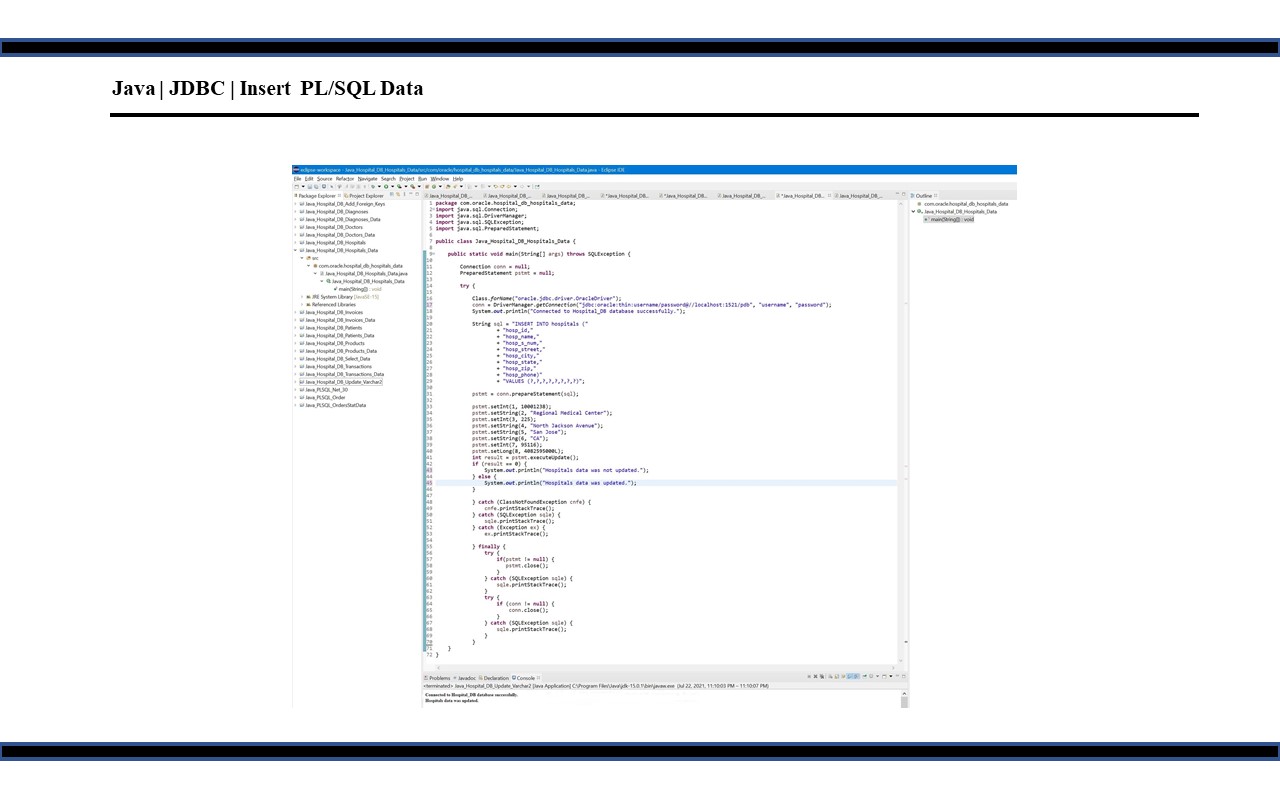 Java | JDBC | Insert PL/SQL Data
eclipse-workspace - Java_Hospital_DB_Hospitals_Data/src/com/oracle/hospital_db_hospitals_data/Java_Hospital_DB_Hospitals_Data.java - Eclipse IDE
File Edit Source Refactor Navigate Search Project Run Window Help
Package Explorer Project Explorer
Java_Hospital_DB_Add_Foreign_Keys
Java_Hospital_DB_Diagnoses
Java_Hospital_DB_Diagnoses_Data
Java_Hospital_DB_Doctors
Java_Hospital_DB_Doctors_Data
Java_Hospital_DB_Hospitals
Java_Hospital_DB_Hospitals_Data
src
com.oracle.hospital_db_hospitals_data
Java_Hospital_DB_Hospitals_Data.java
Java_Hospital_DB_Hospitals_Data
main(String[]) : void
JRE System Library [JavaSE-15]
Referenced Libraries
Java_Hospital_DB_Invoices
Java_Hospital_DB_Invoices_Data
Java_Hospital_DB_Patients
Java_Hospital_DB_Patients_Data
Java_Hospital_DB_Products
Java_Hospital_DB_Products_Data
Java_Hospital_DB_Select_Data
Java_Hospital_DB_Transactions
Java_Hospital_DB_Transactions_Data
Java_Hospital_DB_Update_Varchar2
Java_PLSQL_Net_30
Java_PLSQL_Order
Java_PLSQL_OrdersStatData
Java_Hospital_DB_... Java_Hospital_DB_... Java_Hospital_DB_... *Java_Hospital_DB... *Java_Hospital_DB... Java_Hospital_DB_... *Java_Hospital_DB... Java_Hospital_DB_...
1 package com.oracle.hospital_db_hospitals_data;
2 import java.sql.Connection;
3 import java.sql.DriverManager;
4 import java.sql.SQLException;
5 import java.sql.PreparedStatement;
6
7 public class Java_Hospital_DB_Hospitals_Data {
8
9 public static void main(String[] args) throws SQLException {
10
11 Connection conn = null;
12 PreparedStatement pstmt = null;
13
14 try {
15
16 Class.forName("oracle.jdbc.driver.OracleDriver");
17 conn = DriverManager.getConnection("jdbc:oracle:thin:username/password@//localhost:1521/pdb", "username", "password");
18 System.out.println("Connected to Hospital_DB database successfully.");
19
20 String sql = "INSERT INTO hospitals ("
21 + "hosp_id,"
22 + "hosp_name,"
23 + "hosp_s_num,"
24 + "hosp_street,"
25 + "hosp_city,"
26 + "hosp_state,"
27 + "hosp_zip,"
28 + "hosp_phone)"
29 + "VALUES (?,?,?,?,?,?,?,?)";
30
31 pstmt = conn.prepareStatement(sql);
32
33 pstmt.setInt(1, 10001238);
34 pstmt.setString(2, "Regional Medical Center");
35 pstmt.setInt(3, 225);
36 pstmt.setString(4, "North Jackson Avenue");
37 pstmt.setString(5, "San Jose");
38 pstmt.setString(6, "CA");
39 pstmt.setInt(7, 95116);
40 pstmt.setLong(8, 4082595000L);
41 int result = pstmt.executeUpdate();
42 if (result == 0) {
43 System.out.println("Hospitals data was not updated.");
44 } else {
45 System.out.println("Hospitals data was updated.");
46 }
47
48 } catch (ClassNotFoundException cnfe) {
49 cnfe.printStackTrace();
50 } catch (SQLException sqle) {
51 sqle.printStackTrace();
52 } catch (Exception ex) {
53 ex.printStackTrace();
54
55 } finally {
56 try {
57 if(pstmt != null) {
58 pstmt.close();
59 }
60 } catch (SQLException sqle) {
61 sqle.printStackTrace();
62 }
63 try {
64 if (conn != null) {
65 conn.close();
66 }
67 } catch (SQLException sqle) {
68 sqle.printStackTrace();
69 }
70 }
71 }
72 }
Outline
com.oracle.hospital_db_hospitals
Java_Hospital_DB_Hospitals_Data
main(String[]) : void
Problems Javadoc Declaration Console
<terminated> Java_Hospital_DB_Update_Varchar2 [Java Application] C:\Program Files\Java\jdk-15.0.1\bin\javaw.exe (Jul 22, 2021, 11:10:03 PM – 11:10:07 PM)
Connected to Hospital_DB database successfully.
Hospitals data was updated.